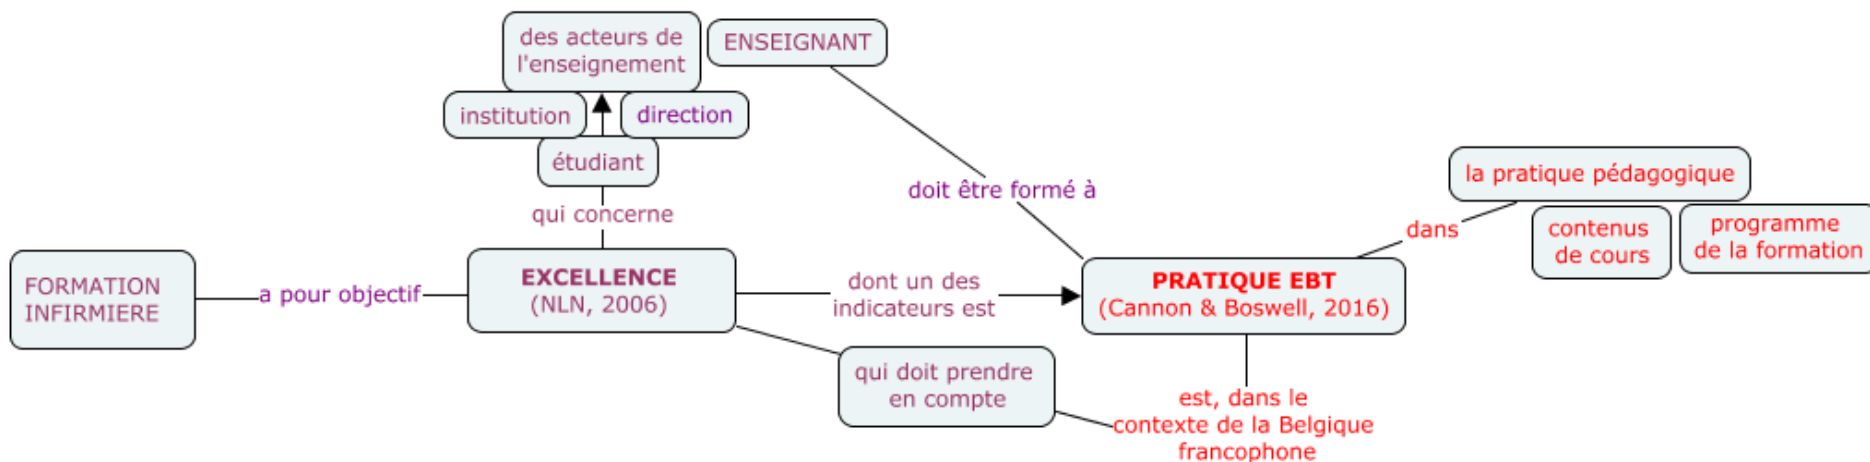 des acteurs de
l'enseignement
ENSEIGNANT
institution
direction
étudiant
qui concerne
doit être formé à
la pratique pédagogique
dans
contenus
de cours
programme
de la formation
FORMATION
INFIRMIERE
a pour objectif
EXCELLENCE
(NLN, 2006)
dont un des
indicateurs est
PRATIQUE EBT
(Cannon & Boswell, 2016)
qui doit prendre
en compte
est, dans le
contexte de la Belgique
francophone